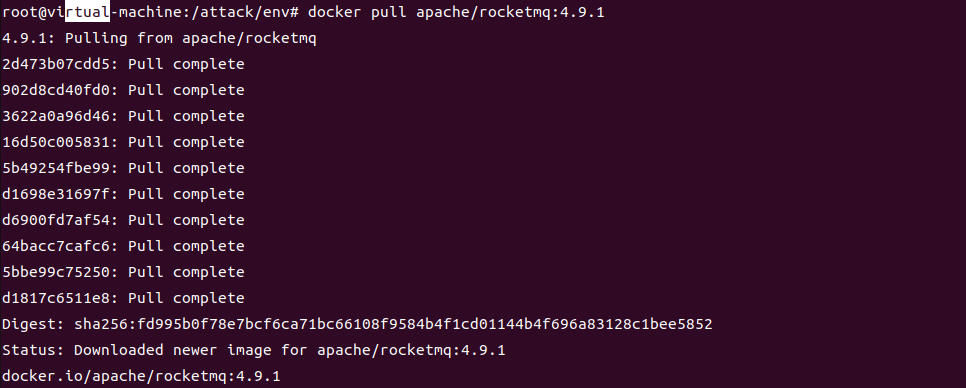 root@virtual-machine:/attack/env# docker pull apache/rocketmq:4.9.1
4.9.1: Pulling from apache/rocketmq
2d473b07cdd5: Pull complete
902d8cd40fd0: Pull complete
3622a0a96d46: Pull complete
16d50c005831: Pull complete
5b49254fbe99: Pull complete
d1698e31697f: Pull complete
d6900fd7af54: Pull complete
64bacc7cafc6: Pull complete
5bbe99c75250: Pull complete
d1817c6511e8: Pull complete
Digest: sha256:fd995b0f78e7bcf6ca71bc66108f9584b4f1cd01144b4f696a83128c1bee5852
Status: Downloaded newer image for apache/rocketmq:4.9.1
docker.io/apache/rocketmq:4.9.1